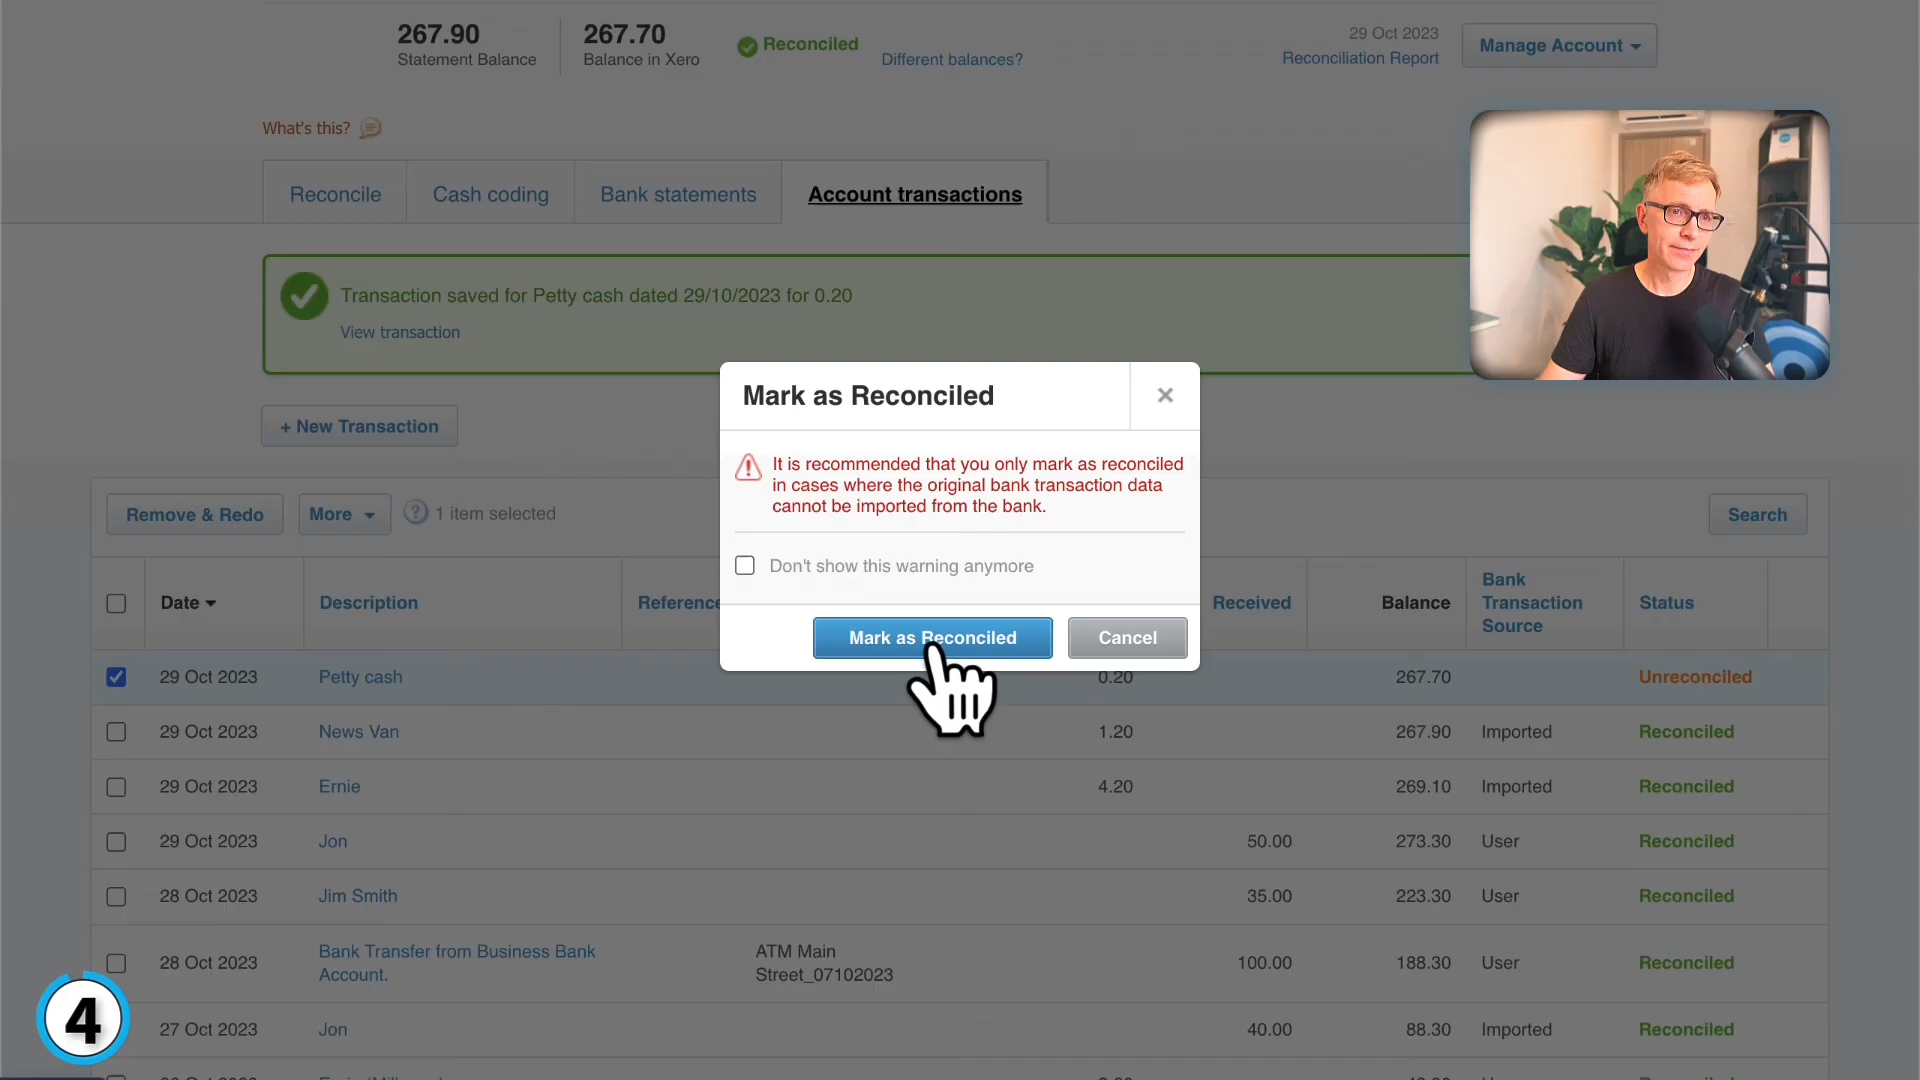 267.90
Statement Balance
267.70
Balance in Xero
Reconciled
Different balances?
29 Oct 2023
Reconciliation Report
Manage Account
What's this?
Reconcile
Cash coding
Bank statements
Account transactions
Transaction saved for Petty cash dated 29/10/2023 for 0.20
View transaction
Mark as Reconciled
It is recommended that you only mark as reconciled
in cases where the original bank transaction data
cannot be imported from the bank.
Don't show this warning anymore
Mark as Reconciled
Cancel
+ New Transaction
Remove & Redo
More
? 1 item selected
Search
Date
Description
Reference
Received
Balance
Bank
Transaction
Source
Status
29 Oct 2023 Petty cash 0.20 267.70 Unreconciled
29 Oct 2023 News Van 1.20 267.90 Imported Reconciled
29 Oct 2023 Ernie 4.20 269.10 Imported Reconciled
29 Oct 2023 Jon 50.00 273.30 User Reconciled
28 Oct 2023 Jim Smith 35.00 223.30 User Reconciled
28 Oct 2023 Bank Transfer from Business Bank
Account.
ATM Main
Street_07102023
100.00 188.30 User Reconciled
27 Oct 2023 Jon 40.00 88.30 Imported Reconciled
4